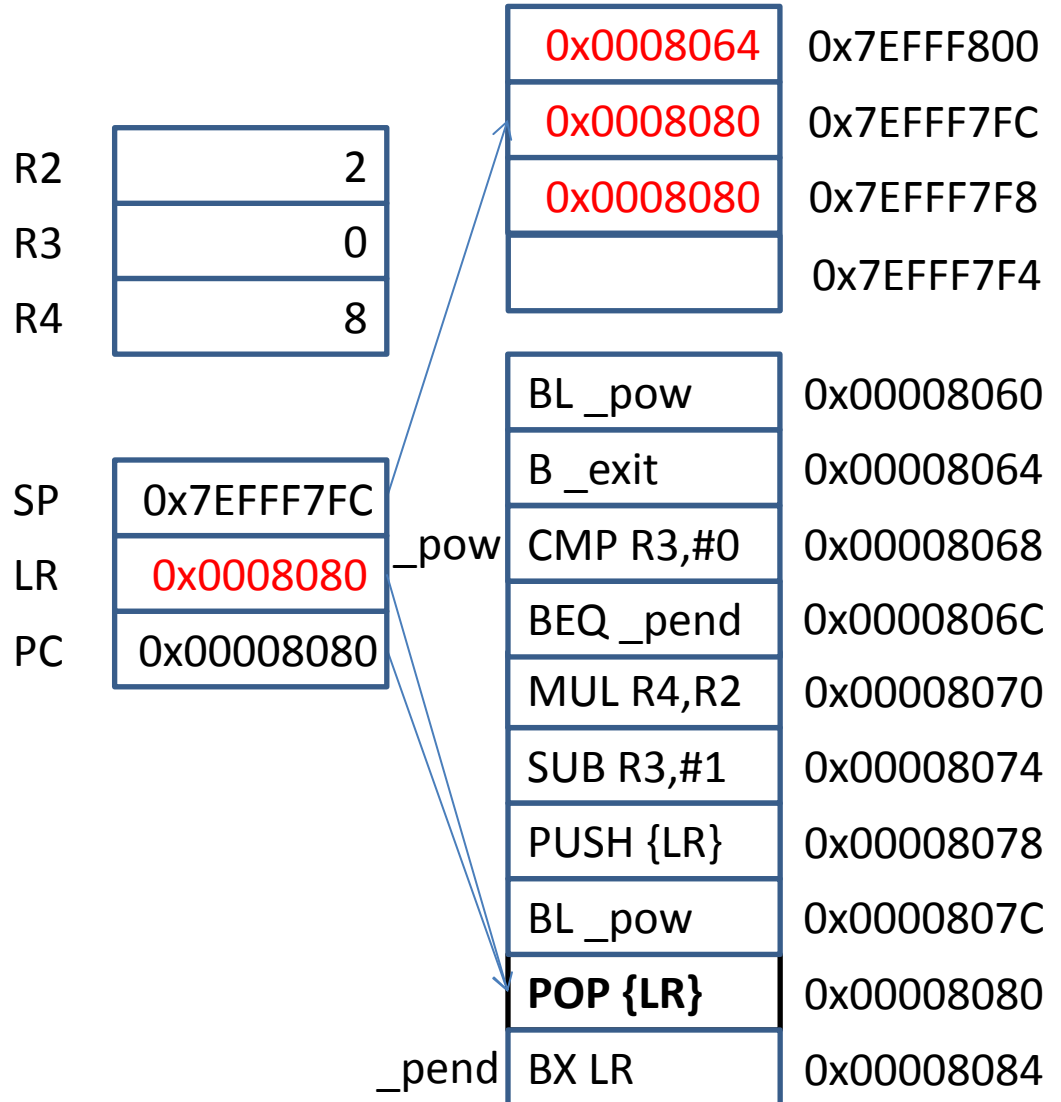 0x0008064 0x7EFFF800
0x0008080 0x7EFFF7FC
R2 2
0x0008080 0x7EFFF7F8
R3 0
0x7EFFF7F4
R4 8
BL _pow 0x00008060
SP 0x7EFFF7FC
B _exit 0x00008064
LR 0x0008080
_pow CMP R3,#0 0x00008068
PC 0x00008080
BEQ _pend 0x0000806C
MUL R4,R2 0x00008070
SUB R3,#1 0x00008074
PUSH {LR} 0x00008078
BL _pow 0x0000807C
POP {LR} 0x00008080
_pend BX LR 0x00008084